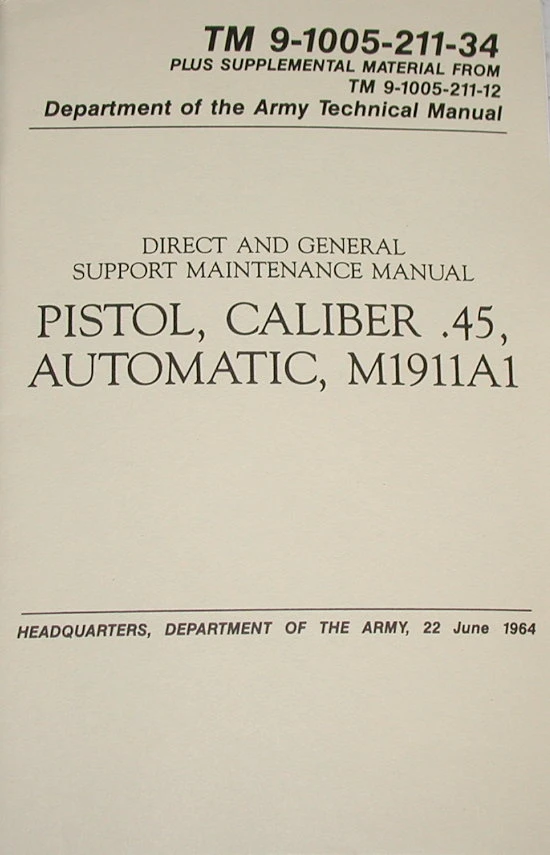 TM 9-1005-211-34
PLUS SUPPLEMENTAL MATERIAL FROM
TM 9-1005-211-12
Department of the Army Technical Manual
DIRECT AND GENERAL
SUPPORT MAINTENANCE MANUAL
PISTOL, CALIBER .45,
AUTOMATIC, M1911A1
HEADQUARTERS, DEPARTMENT OF THE ARMY, 22 June 1964